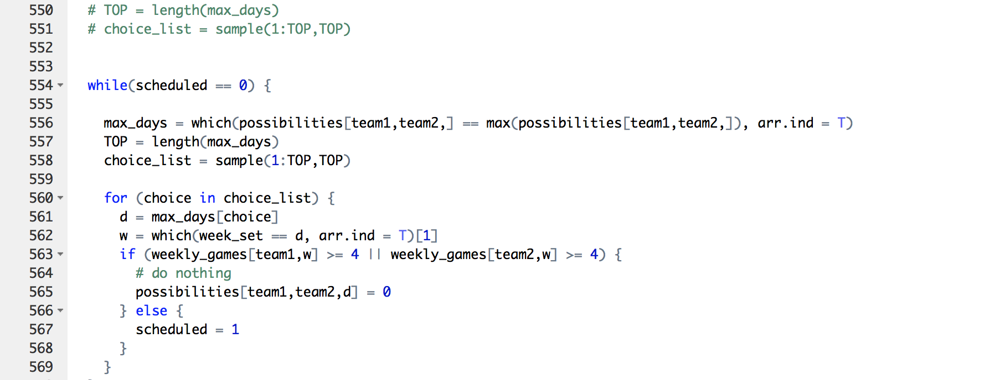 550 # TOP = length(max_days)
551 # choice_list = sample(1:TOP,TOP)
552
553
554 while(scheduled == 0) {
555
556 max_days = which(possibilities[team1,team2,] == max(possibilities[team1,team2,]), arr.ind = T)
557 TOP = length(max_days)
558 choice_list = sample(1:TOP,TOP)
559
560 for (choice in choice_list) {
561 d = max_days[choice]
562 w = which(week_set == d, arr.ind = T)[1]
563 if (weekly_games[team1,w] >= 4 || weekly_games[team2,w] >= 4) {
564 # do nothing
565 possibilities[team1,team2,d] = 0
566 } else {
567 scheduled = 1
568 }
569 }